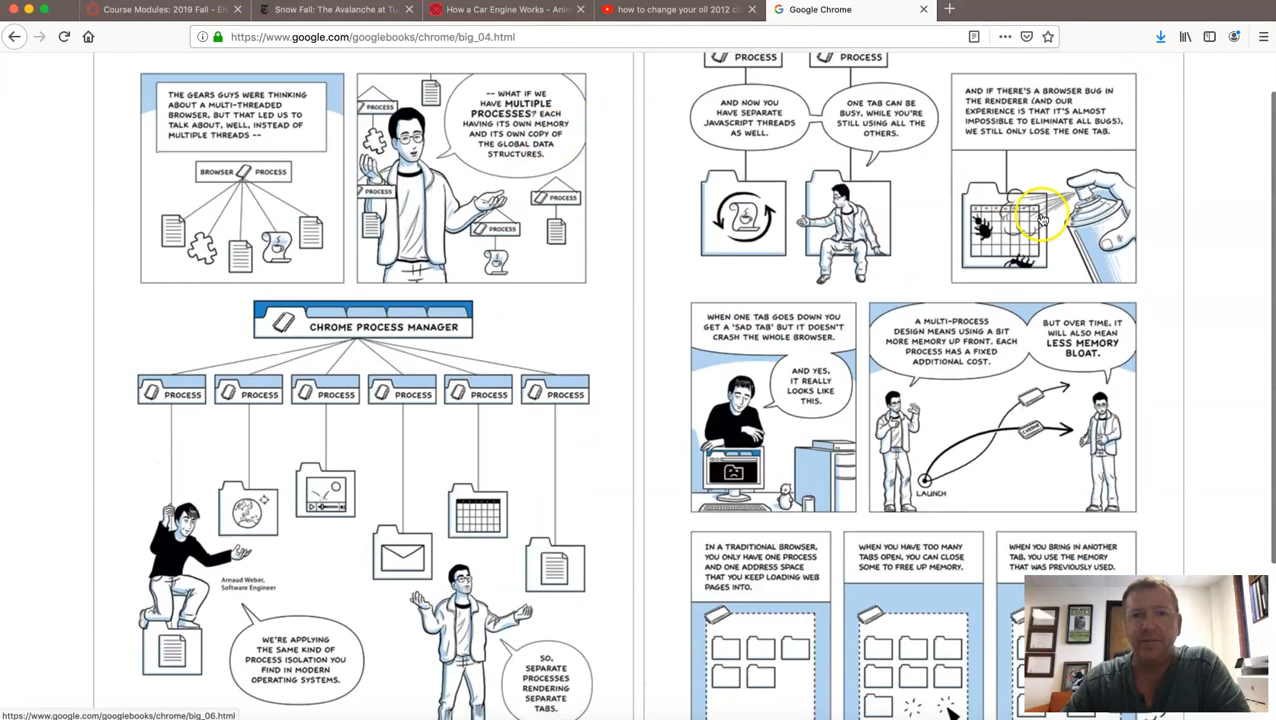 Course Modules: 2019 Fall - EN
Snow Fall: The Avalanche at Tu
How a Car Engine Works - Anim
how to change your oil 2012 ch
Google Chrome
https://www.google.com/googlebooks/chrome/big_04.html
THE GEARS GUYS WERE THINKING
ABOUT A MULTI-THREADED
BROWSER, BUT THAT LED US TO
TALK ABOUT, WELL, INSTEAD OF
MULTIPLE THREADS --
BROWSER PROCESS
-- WHAT IF WE
HAVE MULTIPLE
PROCESSES? EACH
HAVING ITS OWN MEMORY
AND ITS OWN COPY OF
THE GLOBAL DATA
STRUCTURES.
PROCESS
PROCESS
PROCESS
PROCESS
CHROME PROCESS MANAGER
PROCESS
PROCESS
PROCESS
PROCESS
PROCESS
PROCESS
Arnaud Weber,
Software Engineer
WE'RE APPLYING
THE SAME KIND OF
PROCESS ISOLATION YOU
FIND IN MODERN
OPERATING SYSTEMS.
SO,
SEPARATE
PROCESSES
RENDERING
SEPARATE
TABS.
PROCESS
PROCESS
AND NOW YOU
HAVE SEPARATE
JAVASCRIPT THREADS
AS WELL.
ONE TAB CAN BE
BUSY, WHILE YOU'RE
STILL USING ALL THE
OTHERS.
AND IF THERE'S A BROWSER BUG IN
THE RENDERER (AND OUR
EXPERIENCE IS THAT IT'S ALMOST
IMPOSSIBLE TO ELIMINATE ALL BUGS),
WE STILL ONLY LOSE THE ONE TAB.
WHEN ONE TAB GOES DOWN YOU
GET A 'SAD TAB' BUT IT DOESN'T
CRASH THE WHOLE BROWSER.
AND YES,
IT REALLY
LOOKS LIKE
THIS.
A MULTI-PROCESS
DESIGN MEANS USING A BIT
MORE MEMORY UP FRONT. EACH
PROCESS HAS A FIXED
ADDITIONAL COST.
BUT OVER TIME, IT
WILL ALSO MEAN
LESS MEMORY
BLOAT.
LAUNCH
IN A TRADITIONAL BROWSER,
YOU ONLY HAVE ONE PROCESS
AND ONE ADDRESS SPACE
THAT YOU KEEP LOADING WEB
PAGES INTO.
WHEN YOU HAVE TOO MANY
TABS OPEN, YOU CAN CLOSE
SOME TO FREE UP MEMORY.
WHEN YOU BRING IN ANOTHER
TAB, YOU USE THE MEMORY
THAT WAS PREVIOUSLY USED.
https://www.google.com/googlebooks/chrome/big_06.html